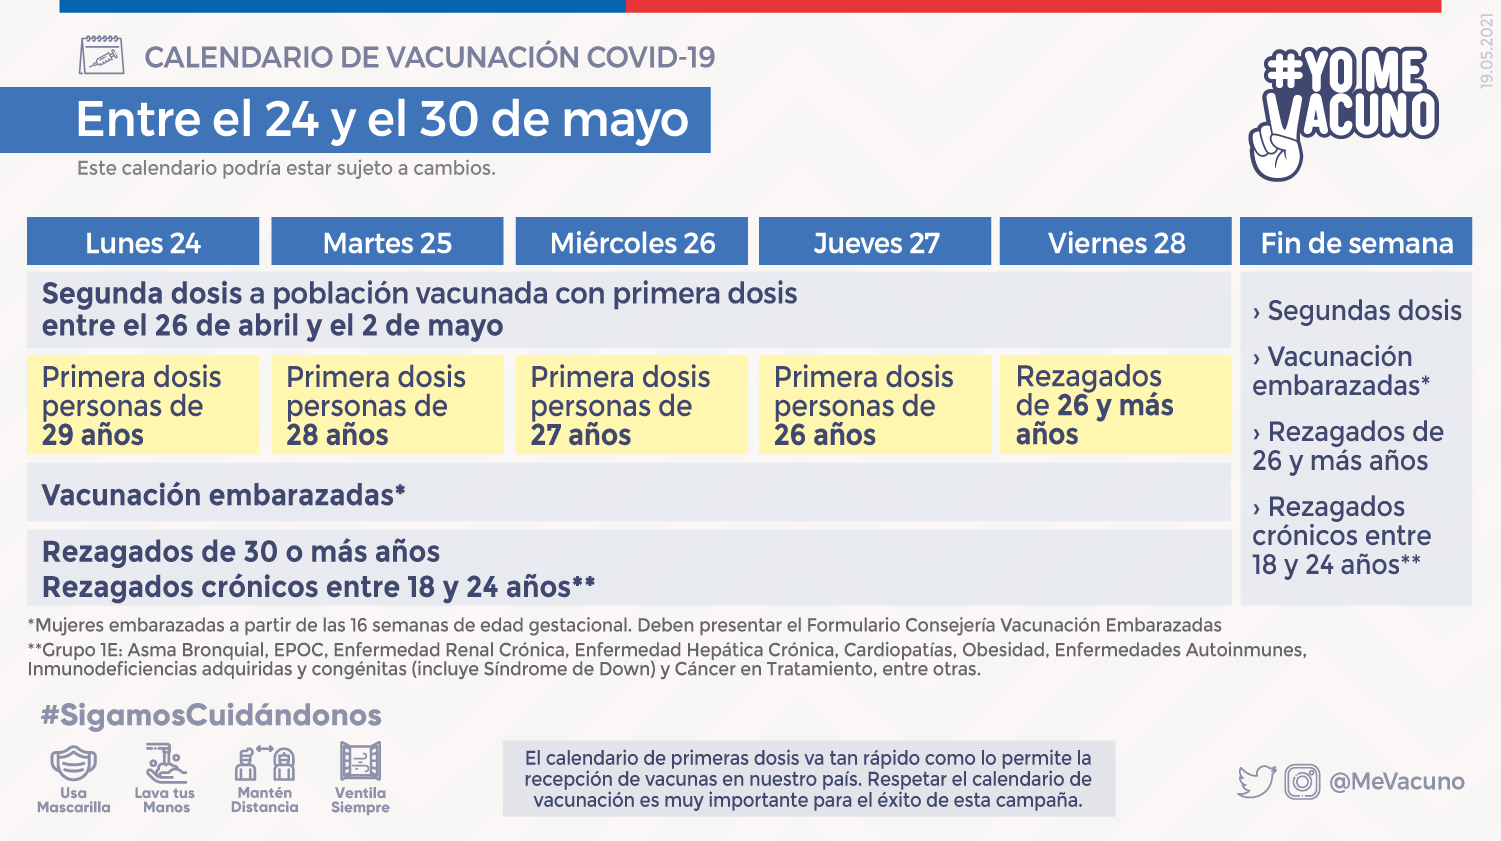 19.05.2021
CALENDARIO DE VACUNACIÓN COVID-19
#YO ME
VACUNO
Entre el 24 y el 30 de mayo
Este calendario podría estar sujeto a cambios.
Lunes 24
Martes 25
Miércoles 26
Jueves 27
Viernes 28
Fin de semana
Segunda dosis a población vacunada con primera dosis
entre el 26 de abril y el 2 de mayo
Primera dosis
personas de
29 años
Primera dosis
personas de
28 años
Primera dosis
personas de
27 años
Primera dosis
personas de
26 años
Rezagados
de 26 y más
años
Vacunación embarazadas*
Rezagados de 30 o más años
Rezagados crónicos entre 18 y 24 años**
› Segundas dosis
› Vacunación
embarazadas*
› Rezagados de
26 y más años
› Rezagados
crónicos entre
18 y 24 años**
*Mujeres embarazadas a partir de las 16 semanas de edad gestacional. Deben presentar el Formulario Consejería Vacunación Embarazadas
**Grupo 1E: Asma Bronquial, EPOC, Enfermedad Renal Crónica, Enfermedad Hepática Crónica, Cardiopatías, Obesidad, Enfermedades Autoinmunes,
Inmunodeficiencias adquiridas y congénitas (incluye Síndrome de Down) y Cáncer en Tratamiento, entre otras.
#SigamosCuidándonos
Usa
Mascarilla
Lava tus
Manos
Mantén
Distancia
Ventila
Siempre
El calendario de primeras dosis va tan rápido como lo permite la
recepción de vacunas en nuestro país. Respetar el calendario de
vacunación es muy importante para el éxito de esta campaña.
@MeVacuno